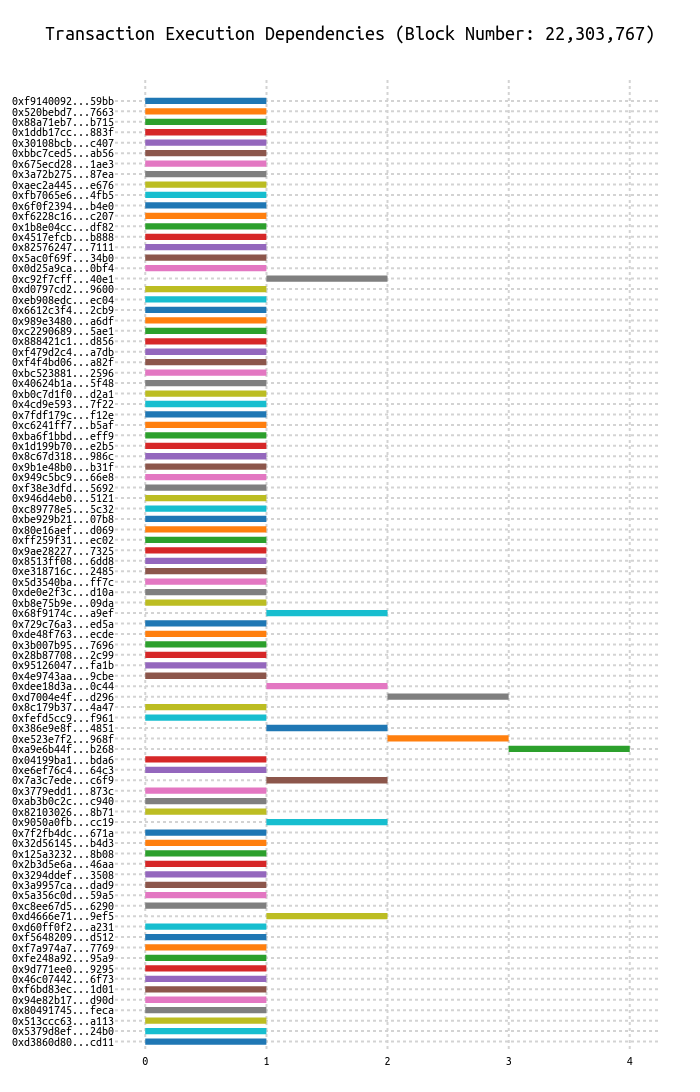 Transaction Execution Dependencies (Block Number: 22,303,767)
0xf9140092...59bb
0x520bebd7...7663
0x88a71eb7...b715
0x1ddb17cc...883f
0x30108bcb...c407
0xbbc7ced5...ab56
0x675ecd28...1ae3
0x3a72b275...87ea
0xaec2a445...e676
0xfb7065e6...4fb5
0x6f0f2394...b4e0
0xf6228c16...c207
0x1b8e04cc...df82
0x4517efcb...b888
0x82576247...7111
0x5ac0f69f...34b0
0x0d25a9ca...0bf4
0xc92f7cff...40e1
0xd0797cd2...9600
0xeb908edc...ec04
0x6612c3f4...2cb9
0x989e3480...a6df
0xc2290689...5ae1
0x888421c1...d856
0xf479d2c4...a7db
0xf4f4bd06...a82f
0xbc523881...2596
0x40624b1a...5f48
0xb0c7d1f0...d2a1
0x4cd9e593...7f22
0x7fdf179c...f12e
0xc6241ff7...b5af
0xba6f1bbd...eff9
0x1d199b70...e2b5
0x8c67d318...986c
0x9b1e48b0...b31f
0x949c5bc9...66e8
0xf38e3dfd...5692
0x946d4eb0...5121
0xc89778e5...5c32
0xbe929b21...07b8
0x80e16aef...d069
0xff259f31...ec02
0x9ae28227...7325
0x8513ff08...6dd8
0xe318716c...2485
0x5d3540ba...ff7c
0xde0e2f3c...d10a
0xb8e75b9e...09da
0x68f9174c...a9ef
0x729c76a3...ed5a
0xde48f763...ecde
0x3b007b95...7696
0x28b87708...2c99
0x95126047...fa1b
0x4e9743aa...9cbe
0xdee18d3a...0c44
0xd7004e4f...d296
0x8c179b37...4a47
0xfefd5cc9...f961
0x386e9e8f...4851
0xe523e7f2...968f
0xa9e6b44f...b268
0x04199ba1...bda6
0xe6ef76c4...64c3
0x7a3c7ede...c6f9
0x3779edd1...873c
0xab3b0c2c...c940
0x82103026...8b71
0x9050a0fb...cc19
0x7f2fb4dc...671a
0x32d56145...b4d3
0x125a3232...8b08
0x2b3d5e6a...46aa
0x3294ddef...3508
0x3a9957ca...dad9
0x5a356c0d...59a5
0xc8ee67d5...6290
0xd4666e71...9ef5
0xd60ff0f2...a231
0xf5648209...d512
0xf7a974a7...7769
0xfe248a92...95a9
0x9d771ee0...9295
0x46c07442...6f73
0xf6bd83ec...1d01
0x94e82b17...d90d
0x80491745...feca
0x513ccc63...a113
0x5379d8ef...24b0
0xd3860d80...cd11
0 1 2 3 4